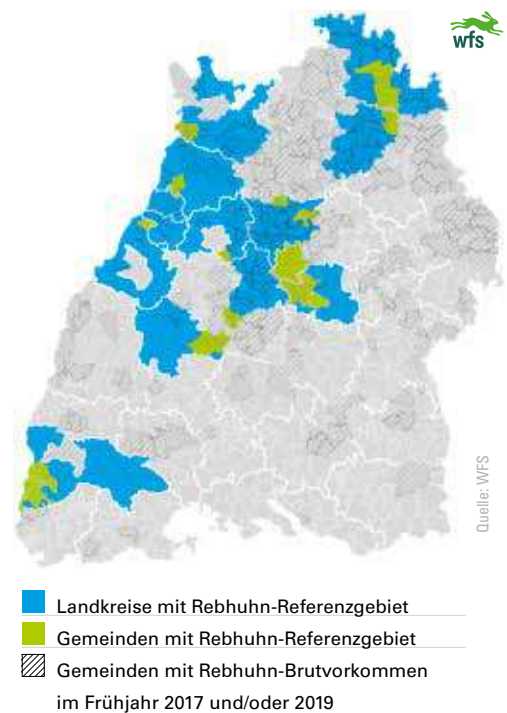 wfs
Quelle: WFS
Landkreise mit Rebhuhn-Referenzgebiet
Gemeinden mit Rebhuhn-Referenzgebiet
Gemeinden mit Rebhuhn-Brutvorkommen
im Frühjahr 2017 und/oder 2019